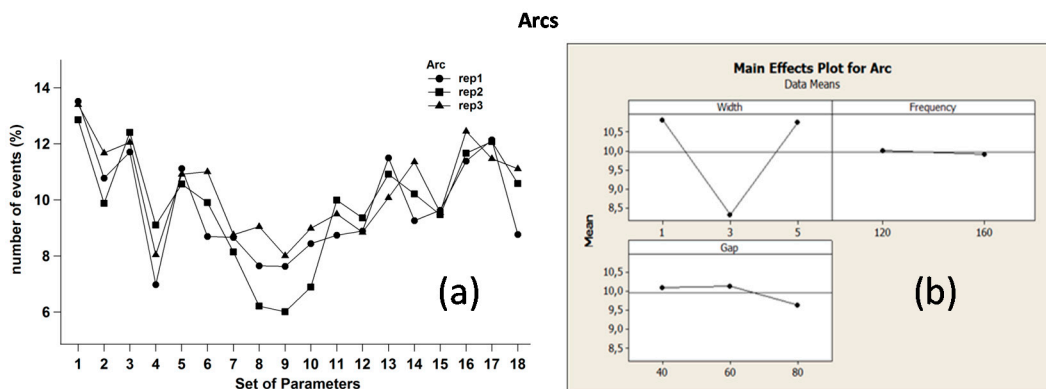 Arcs
Arc
rep1
rep2
rep3
number of events (%)
14
12
10
8
6
1 2 3 4 5 6 7 8 9 10 11 12 13 14 15 16 17 18
Set of Parameters
(a)
Main Effects Plot for Arc
Data Means
Width Frequency
10,5
10,0
9,5
9,0
8,5
1 3 5 120 160
Mean
Gap
10,5
10,0
9,5
9,0
8,5
40 60 80
(b)